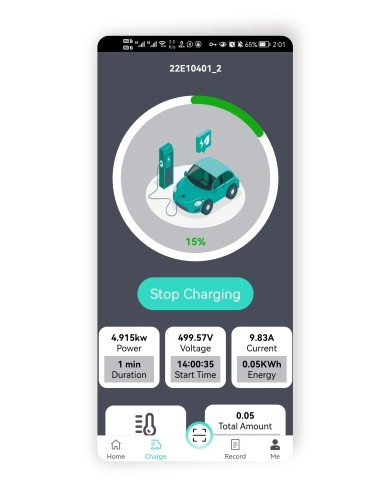 65% 2:01
22E10401_2
15%
Stop Charging
4.915kw
Power
1 min
Duration
499.57V
Voltage
14:00:35
Start Time
9.83A
Current
0.05KWh
Energy
0.05
Total Amount
Home
Charge
Record
Me